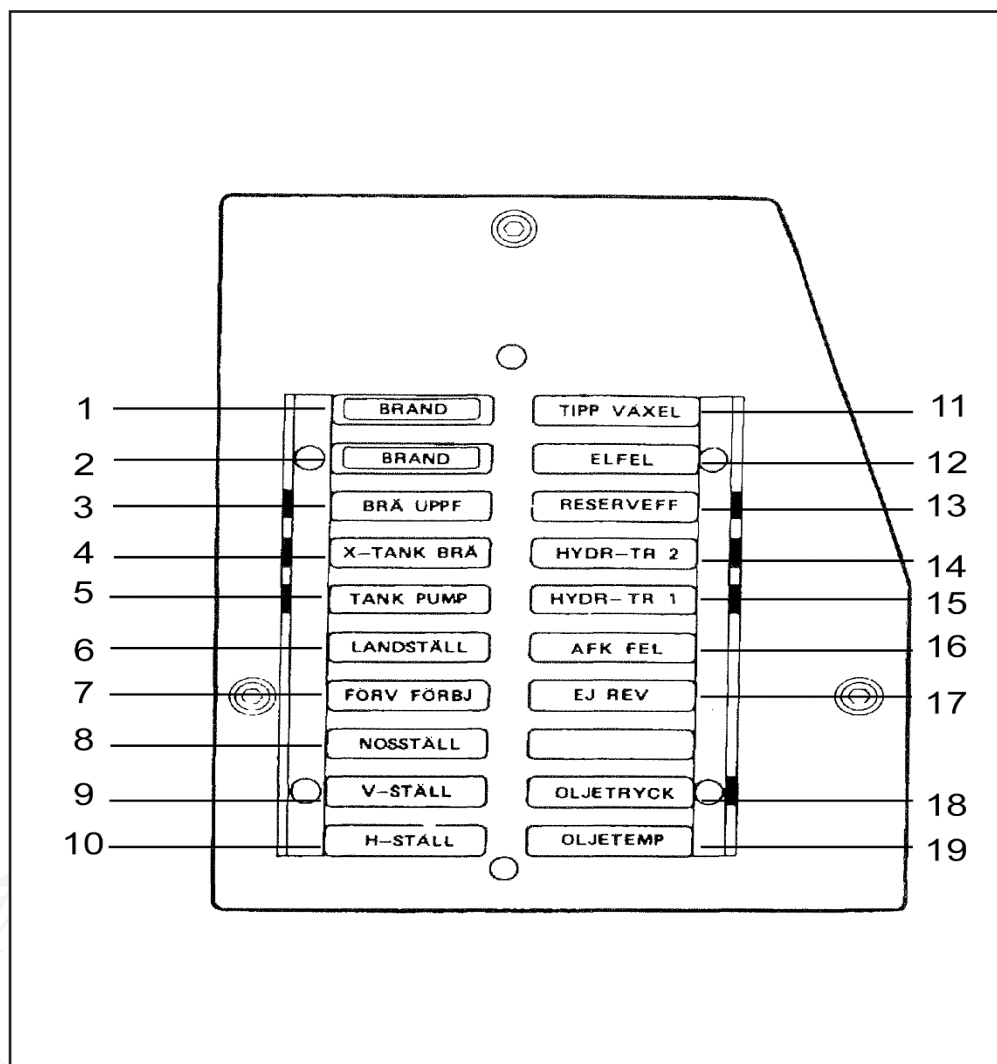 1 BRAND
2 BRAND
3 BRÄ UPPF
4 X-TANK BRÄ
5 TANK PUMP
6 LANDSTÄLL
7 FÖRV FÖRBJ
8 NOSSTÄLL
9 V-STÄLL
10 H-STÄLL
TIPP VÄXEL 11
ELFEL 12
RESERVEFF 13
HYDR-TR 2 14
HYDR-TR 1 15
AFK FEL 16
EJ REV 17
OLJETRYCK 18
OLJETEMP 19